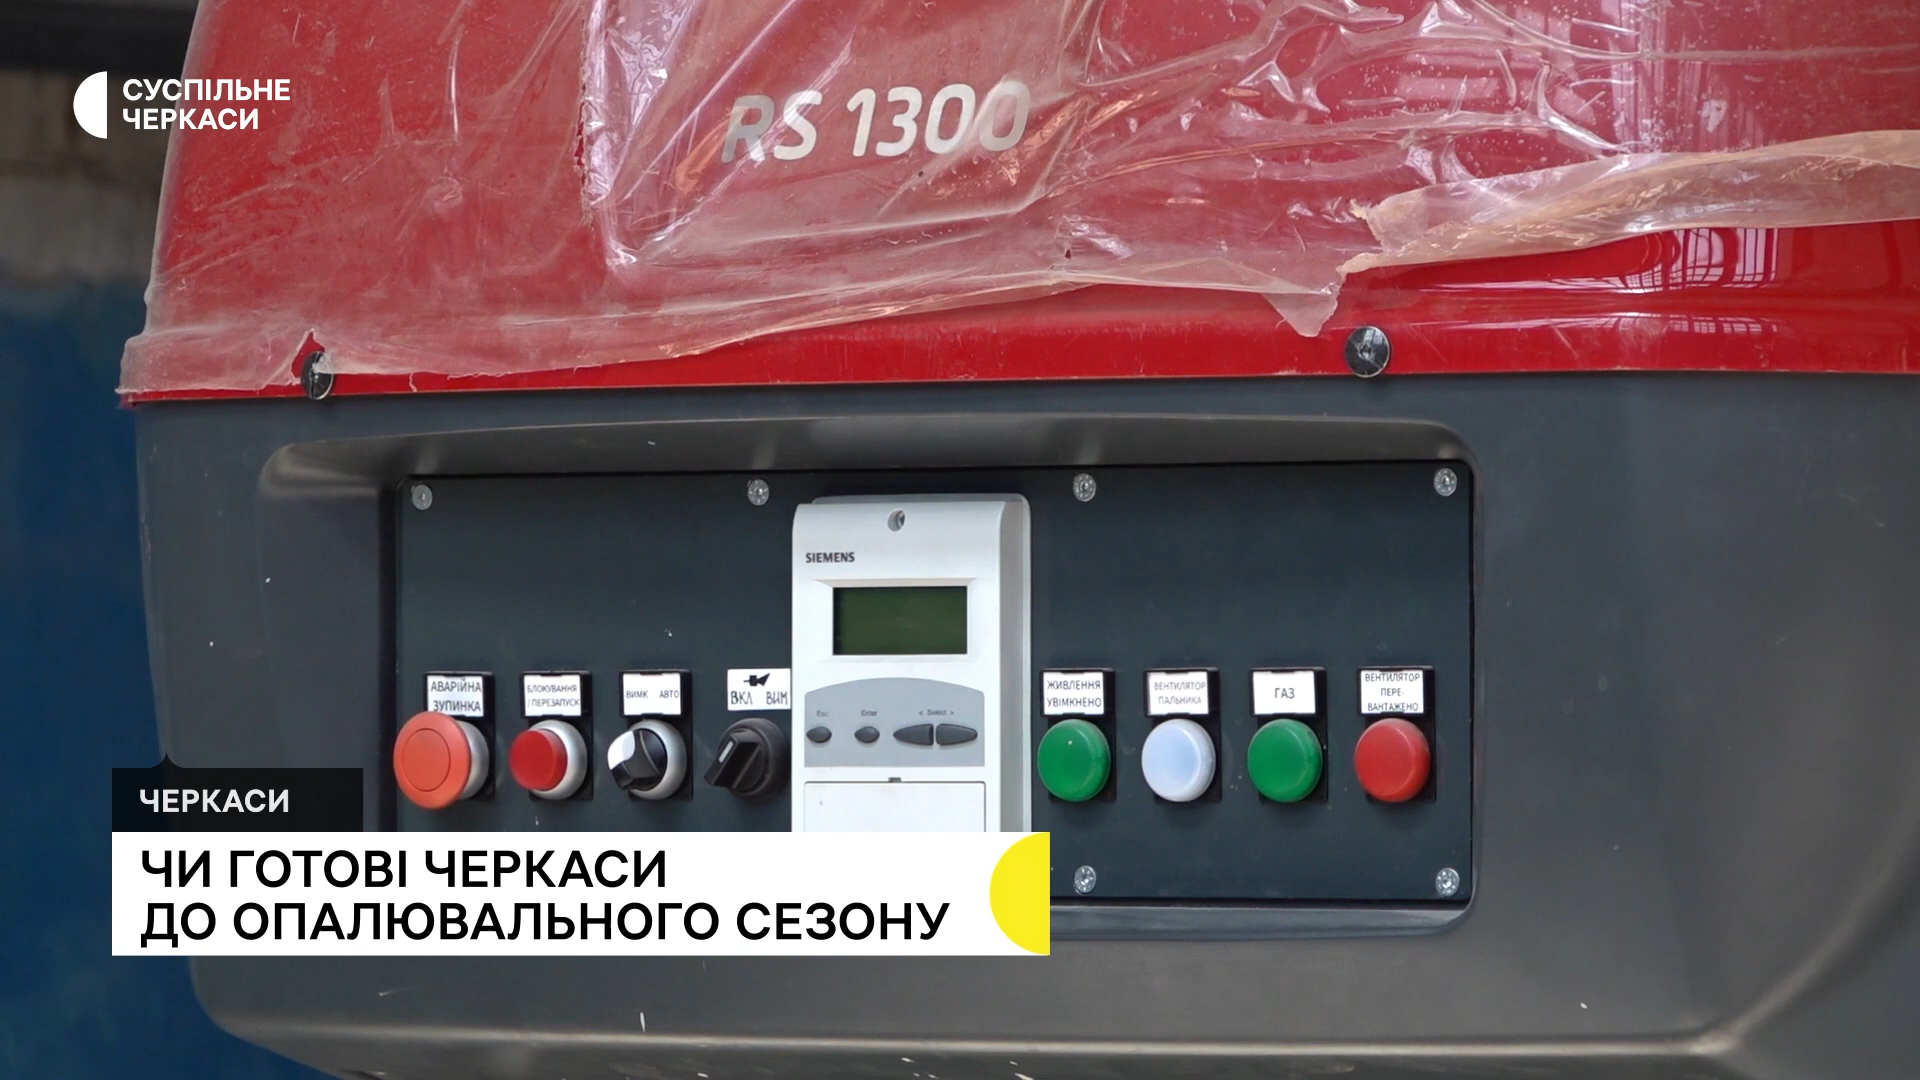 СУСПІЛЬНЕ
ЧЕРКАСИ
RS 1300
SIEMENS
АВАРІЙНА
ЗУПИНКА
БЛОКУВАННЯ
/ ПЕРЕЗАПУСК
ВИМК АВТО
ВКЛ ВИМ
Esc Enter < Select >
ЖИВЛЕННЯ
УВІМКНЕНО
ВЕНТИЛЯТОР
ПАЛЬНИКА
ГАЗ
ВЕНТИЛЯТОР
ПЕРЕ-
ВАНТАЖЕНО
ЧЕРКАСИ
ЧИ ГОТОВІ ЧЕРКАСИ
ДО ОПАЛЮВАЛЬНОГО СЕЗОНУ